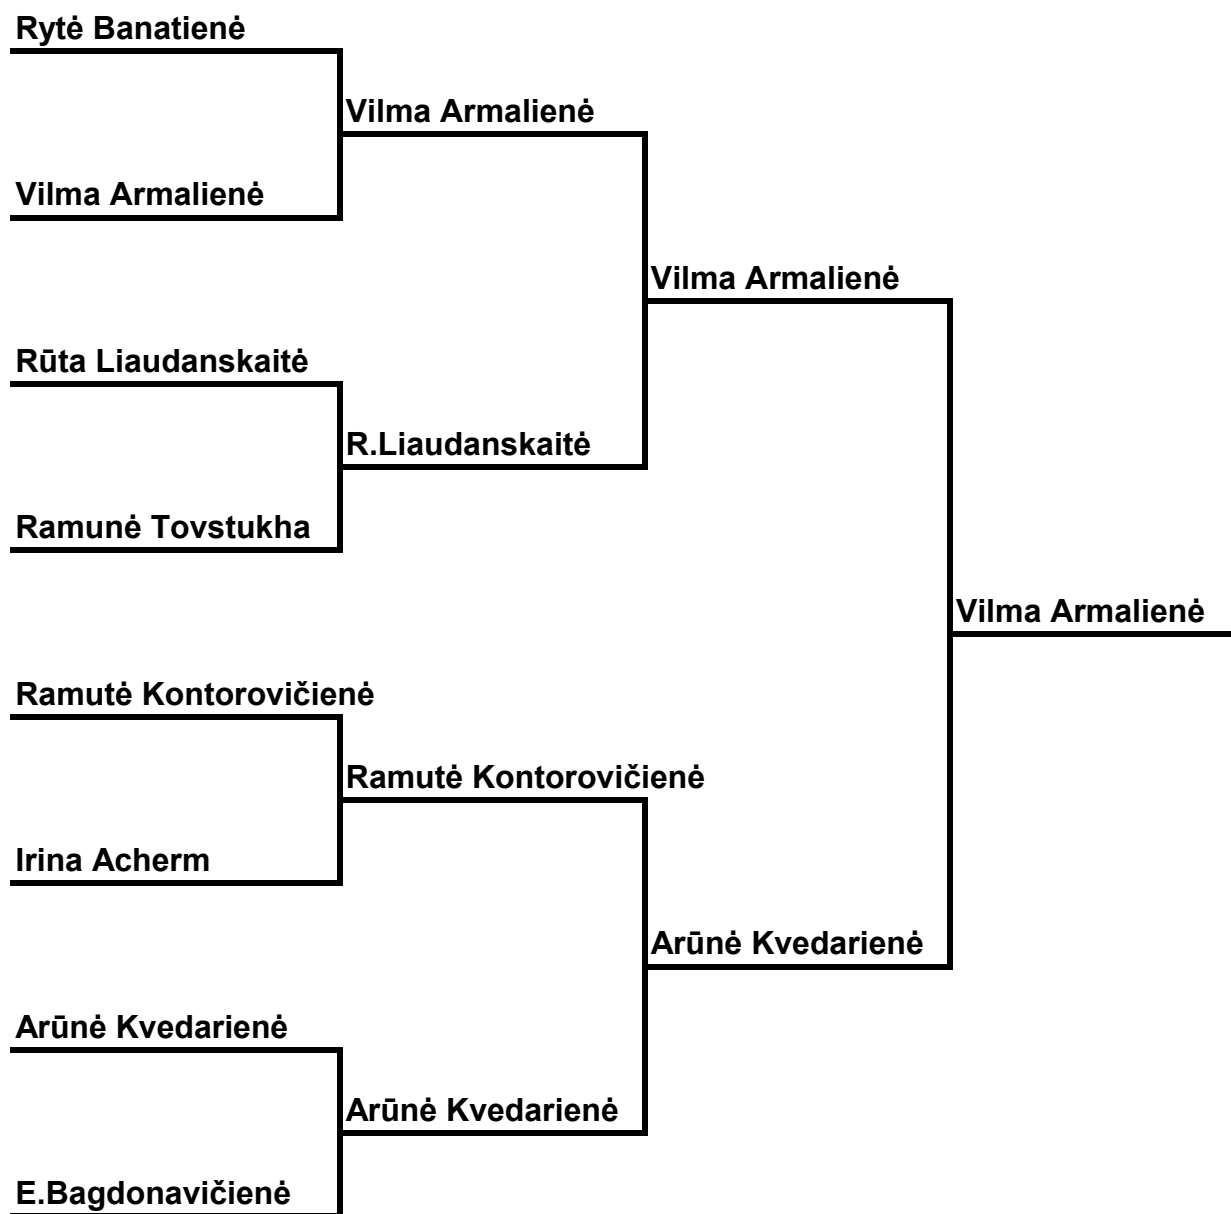 Rytė Banatienė
Vilma Armalienė
Vilma Armalienė
Vilma Armalienė
Rūta Liaudanskaitė
R.Liaudanskaitė
Ramunė Tovstukha
Vilma Armalienė
Ramutė Kontorovičienė
Ramutė Kontorovičienė
Irina Acherm
Arūnė Kvedarienė
Arūnė Kvedarienė
Arūnė Kvedarienė
E.Bagdonavičienė